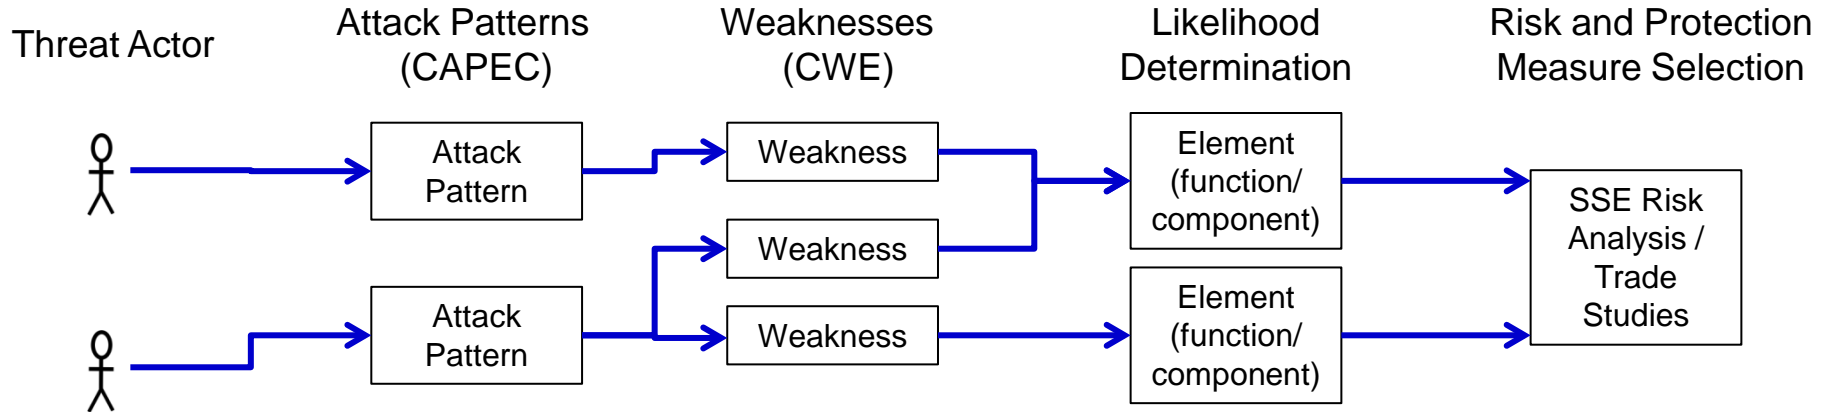 Threat Actor
Attack Patterns
(CAPEC)
Weaknesses
(CWE)
Likelihood
Determination
Risk and Protection
Measure Selection
Attack
Pattern
Attack
Pattern
Weakness
Weakness
Weakness
Element
(function/
component)
Element
(function/
component)
SSE Risk
Analysis /
Trade
Studies